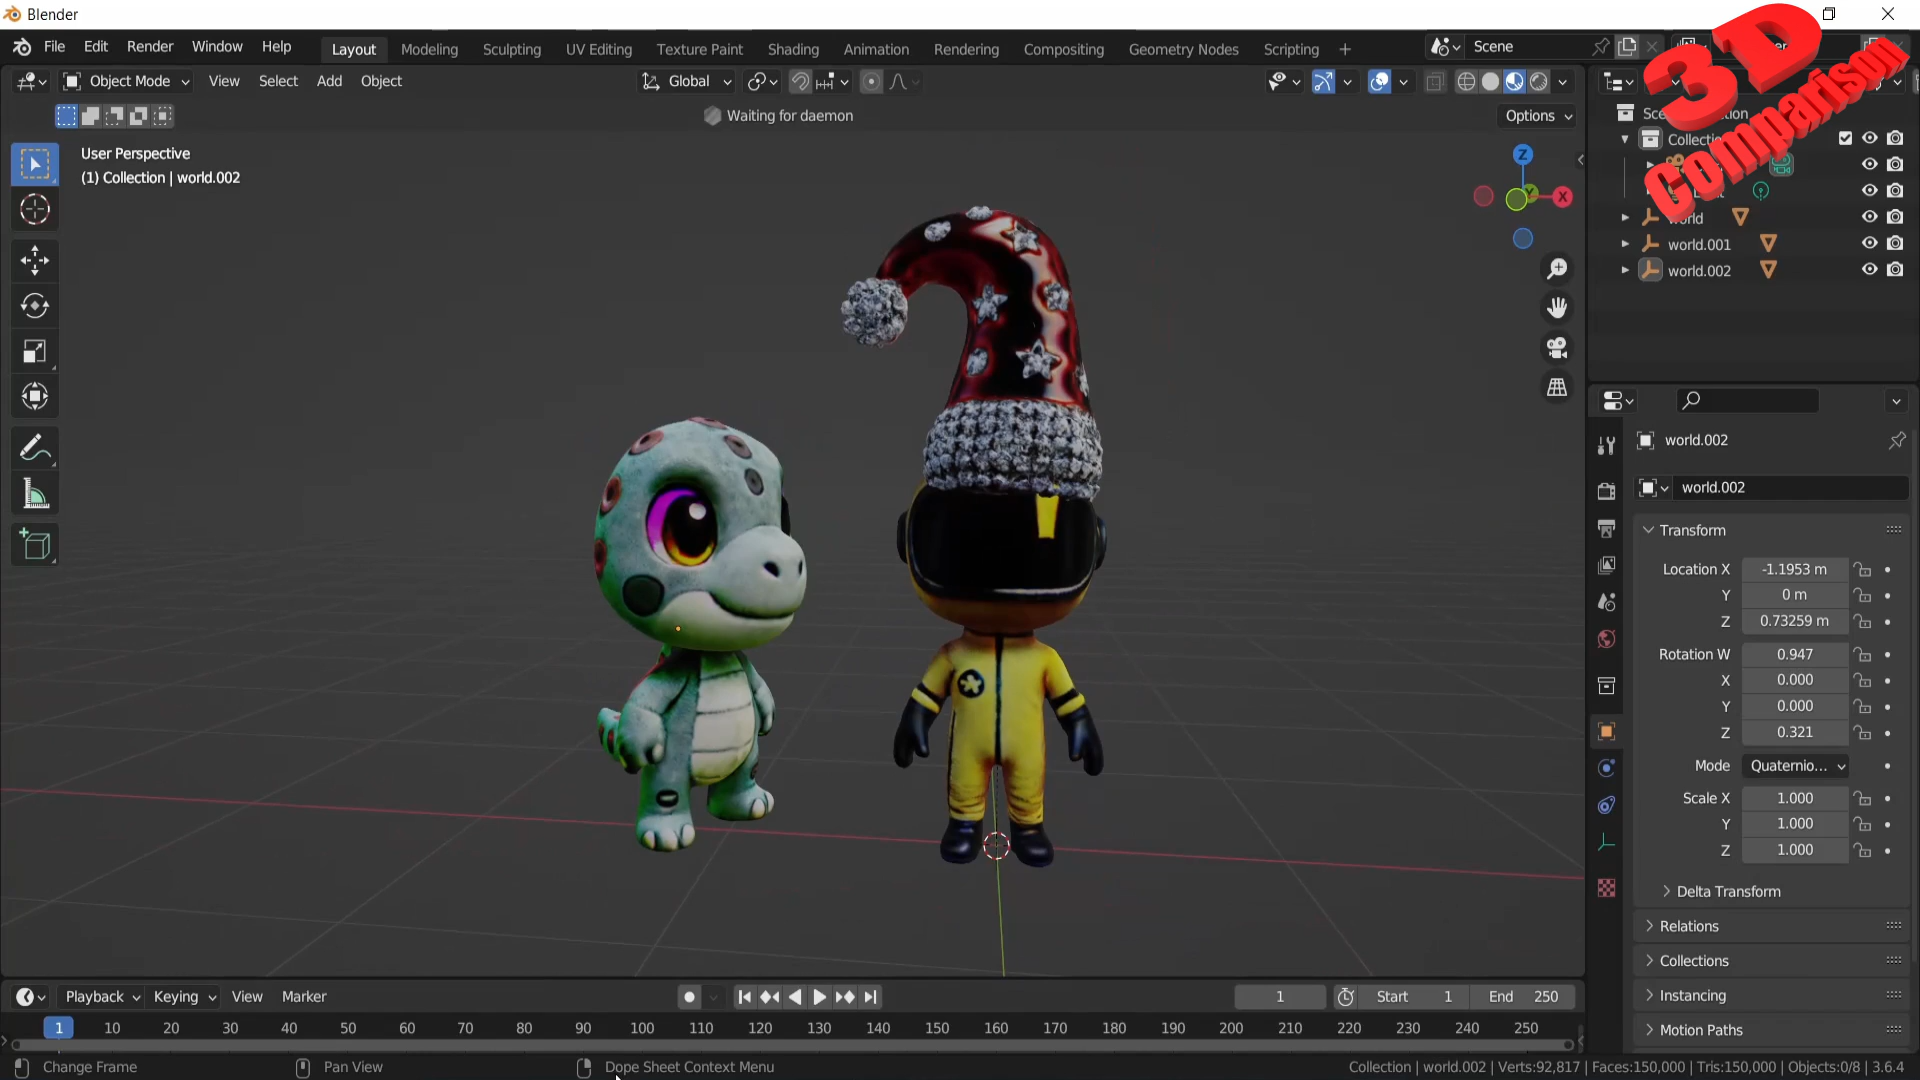 Blender
File Edit Render Window Help Layout Modeling Sculpting UV Editing Texture Paint Shading Animation Rendering Compositing Geometry Nodes Scripting + Scene
3D
Comparison
Object Mode View Select Add Object Global
Waiting for daemon Options
User Perspective
(1) Collection | world.002
Z
Y
X
world
world.001
world.002
world.002
world.002
Transform
Location X -1.1953 m
Y 0 m
Z 0.73259 m
Rotation W 0.947
X 0.000
Y 0.000
Z 0.321
Mode Quaternio...
Scale X 1.000
Y 1.000
Z 1.000
Delta Transform
Relations
Collections
Instancing
Motion Paths
Playback Keying View Marker 1 Start 1 End 250
1 10 20 30 40 50 60 70 80 90 100 110 120 130 140 150 160 170 180 190 200 210 220 230 240 250
Change Frame Pan View Dope Sheet Context Menu Collection | world.002 | Verts:92,817 | Faces:150,000 | Tris:150,000 | Objects:0/8 | 3.6.4